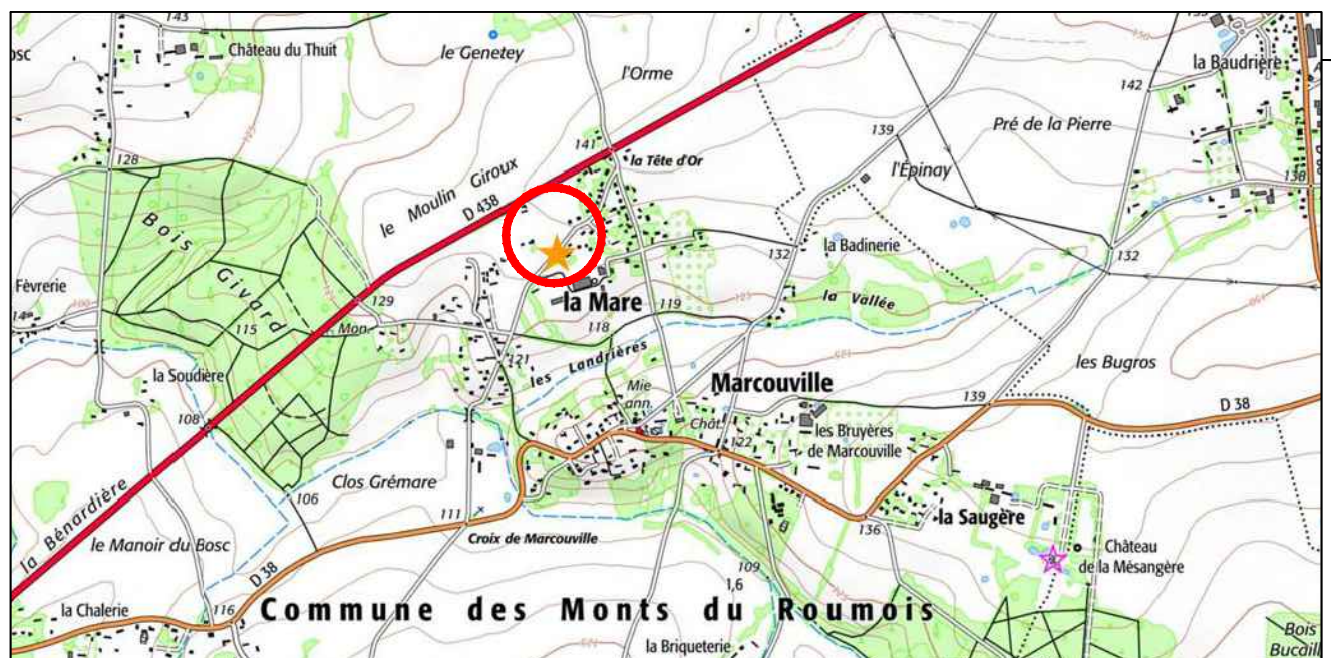 143
Château du Thuit
le Genetey
l'Orme
la Baudrière
142
Pré de la Pierre
139
l'Épinay
141
la Tête d'Or
128
le Moulin Giroux
D 438
138
Bois
Givard
la Badinerie
132
132
Fèvrerie
129
la Mare
119
la Vallée
115
Mon.
118
121
les Landrières
les Bugros
la Soudière
Mie
ann.
Marcouville
139
D 38
108
Chât.
122
les Bruyères
de Marcouville
Clos Grémare
106
111
136
la Saugère
la Bénardière
le Manoir du Bosc
Croix de Marcouville
Château
de la Mésangère
D 38
109
1,6
la Chalerie
116
Commune des Monts du Roumois
la Briqueterie
Bois
Bucaill